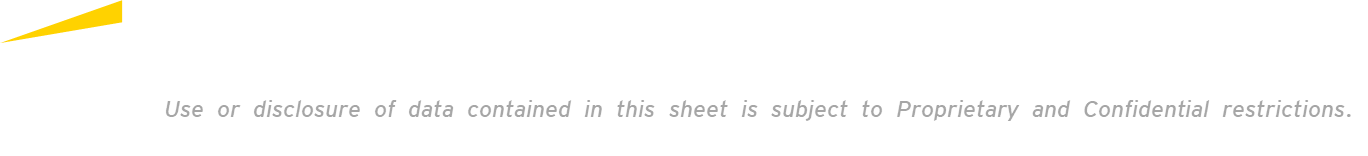 Use or disclosure of data contained in this sheet is subject to Proprietary and Confidential restrictions.